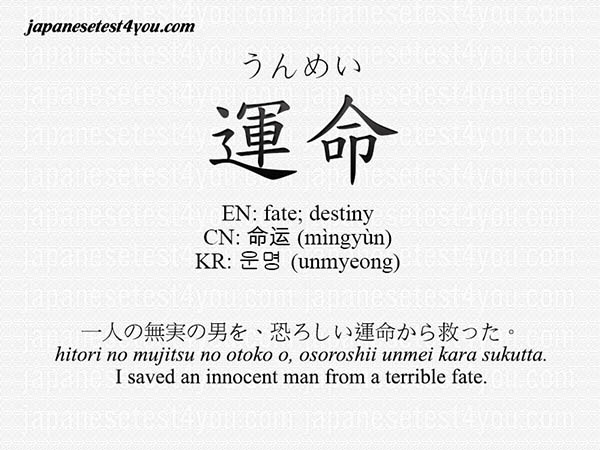 japanesetest4you.com
うんめい
運命
EN: fate; destiny
CN: 命运 (mìngyùn)
KR: 운명 (unmyeong)
一人の無実の男を、恐ろしい運命から救った。
hitori no mujitsu no otoko o, osoroshii unmei kara sukutta.
I saved an innocent man from a terrible fate.